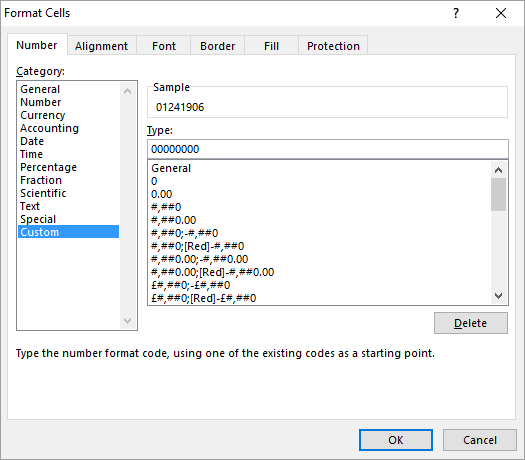 Format Cells
?
Number Alignment Font Border Fill Protection
Category:
General
Number
Currency
Accounting
Date
Time
Percentage
Fraction
Scientific
Text
Special
Custom
Sample
01241906
Type:
00000000
General
0
0.00
#,##0
#,##0.00
#,##0;-#,##0
#,##0;[Red]-#,##0
#,##0.00;-#,##0.00
#,##0.00;[Red]-#,##0.00
£#,##0;-£#,##0
£#,##0;[Red]-£#,##0
Delete
Type the number format code, using one of the existing codes as a starting point.
OK Cancel